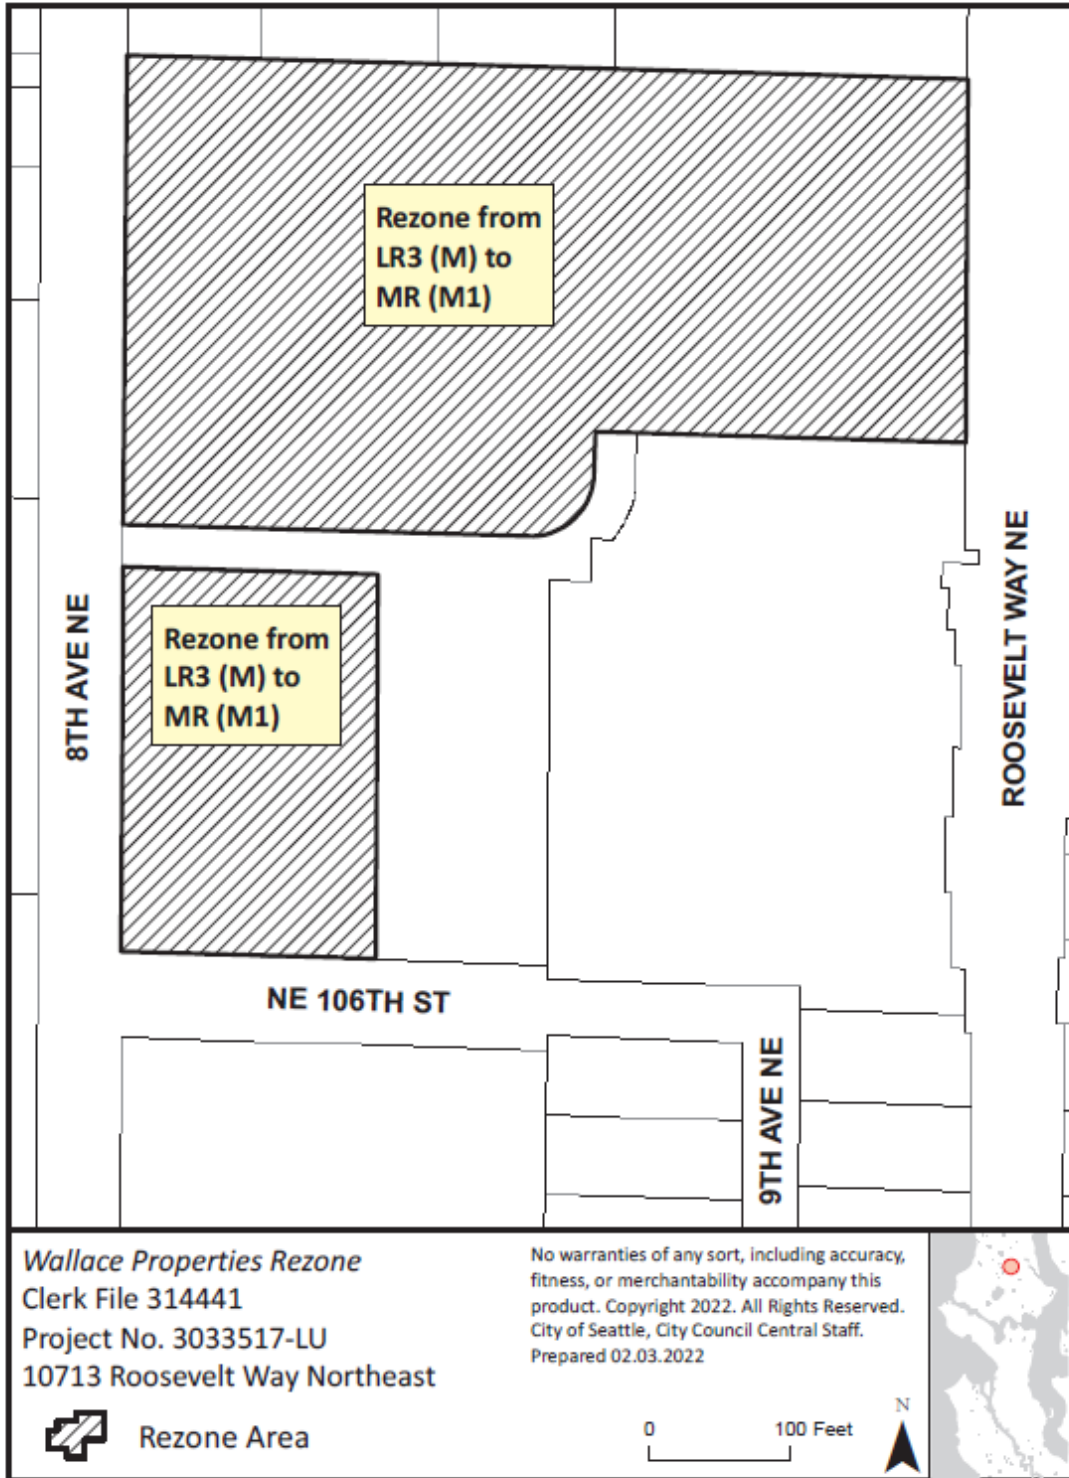 Rezone from
LR3 (M) to
MR (M1)
Rezone from
LR3 (M) to
MR (M1)
8TH AVE NE
ROOSEVELT WAY NE
NE 106TH ST
9TH AVE NE
Wallace Properties Rezone
Clerk File 314441
Project No. 3033517-LU
10713 Roosevelt Way Northeast
Rezone Area
No warranties of any sort, including accuracy,
fitness, or merchantability accompany this
product. Copyright 2022. All Rights Reserved.
City of Seattle, City Council Central Staff.
Prepared 02.03.2022
0 100 Feet
N